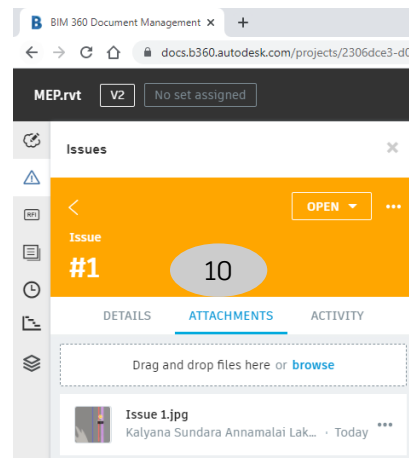 BIM 360 Document Management
docs.b360.autodesk.com/projects/2306dce3-d0
MEP.rvt V2 No set assigned
Issues
OPEN
Issue
#1
10
RFI
DETAILS ATTACHMENTS ACTIVITY
Drag and drop files here or browse
Issue 1.jpg
Kalyana Sundara Annamalai Lak... · Today